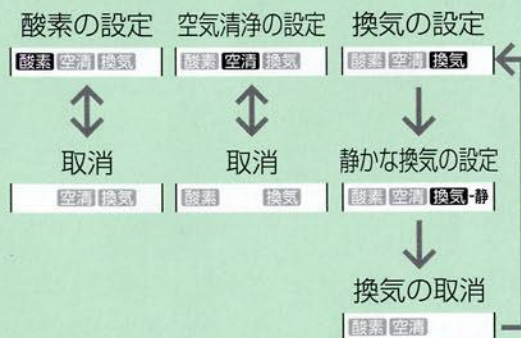 酸素の設定 空気清浄の設定 換気の設定
酸素 空清 換気 酸素 空清 換気 酸素 空清 換気
取消 取消 静かな換気の設定
空清 換気 酸素 換気 酸素 空清 換気-静
換気の取消
酸素 空清